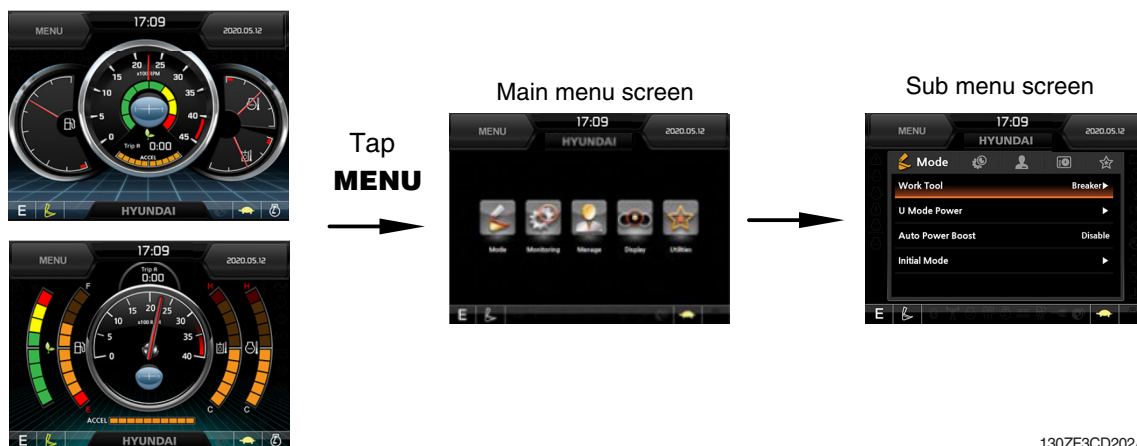 MENU
17:09
2020.05.12
20 25
x100 RPM
15 30
10 35
5 40
0 45
Trip A 0:00
ACCEL
E HYUNDAI
MENU
17:09
2020.05.12
Trip A
0:00
F H H
15 20 25
x100 RPM
10 30
5 35
0 40
E C C
ACCEL
E HYUNDAI
Tap
MENU
Main menu screen
MENU
17:09
2020.05.12
HYUNDAI
Mode Monitoring Manage Display Utilities
E
Sub menu screen
MENU
17:09
2020.05.12
HYUNDAI
Mode
Work Tool Breaker
U Mode Power
Auto Power Boost Disable
Initial Mode
E